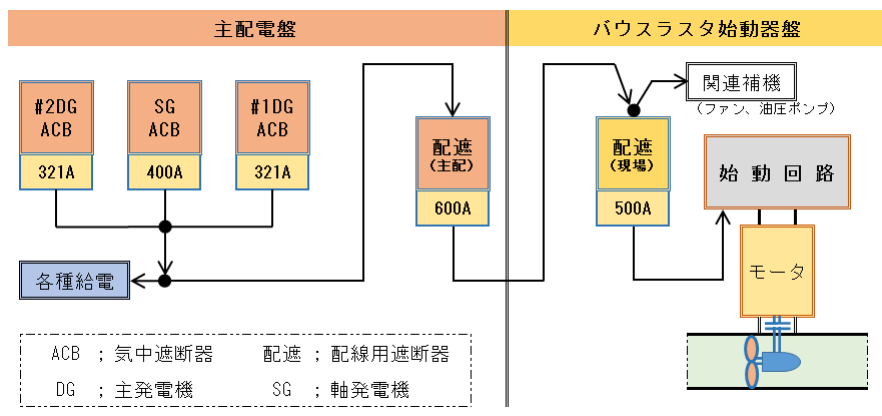 主配電盤
バウスラスタ始動器盤
#2DG
ACB
321A
SG
ACB
400A
#1DG
ACB
321A
配遮
(主配)
600A
配遮
(現場)
500A
関連補機
(ファン、油圧ポンプ)
始動回路
モータ
各種給電
ACB ; 気中遮断器 配遮 ; 配線用遮断器
DG ; 主発電機 SG ; 軸発電機